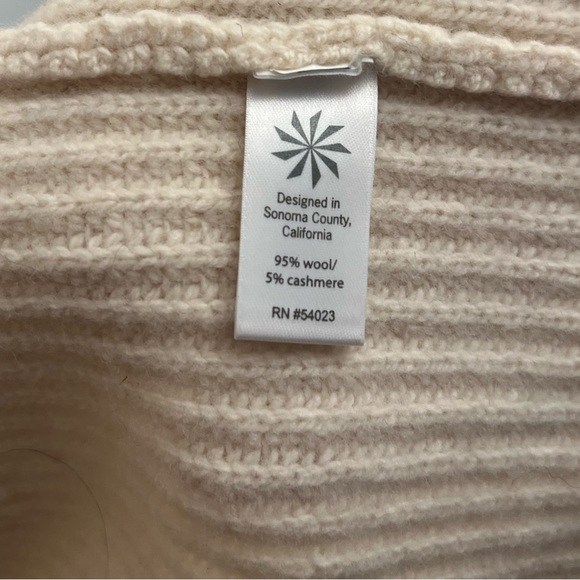 Designed in
Sonoma County,
California
95% wool/
5% cashmere
RN #54023